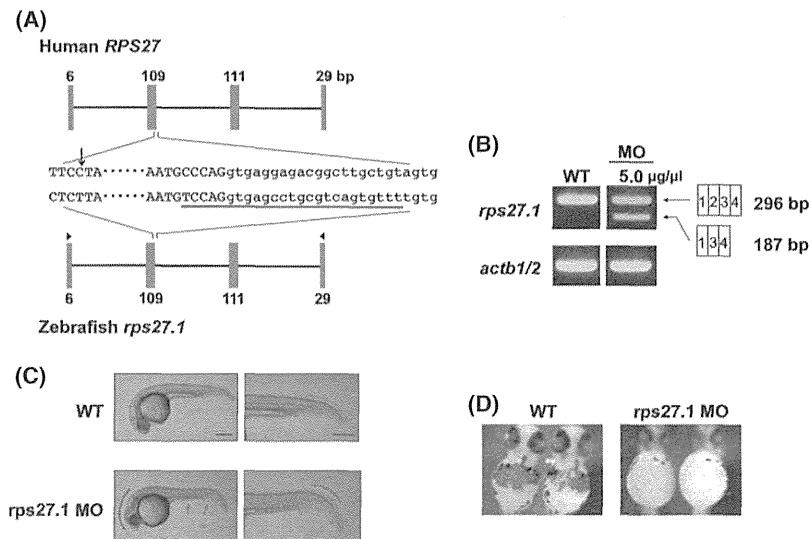 (A)
Human RPS27
6 109 111 29 bp
TTCCTA······AATGCCCAGgtgaggagacggcttgctgtagtg
CTCTTA······AATGTCCAGgtgagcctgcgtcagtgttttgtg
6 109 111 29
Zebrafish rps27.1
(B)
MO
WT 5.0 µg/µl
rps27.1
1 2 3 4 296 bp
1 3 4 187 bp
actb1/2
(C)
WT
rps27.1 MO
(D)
WT rps27.1 MO